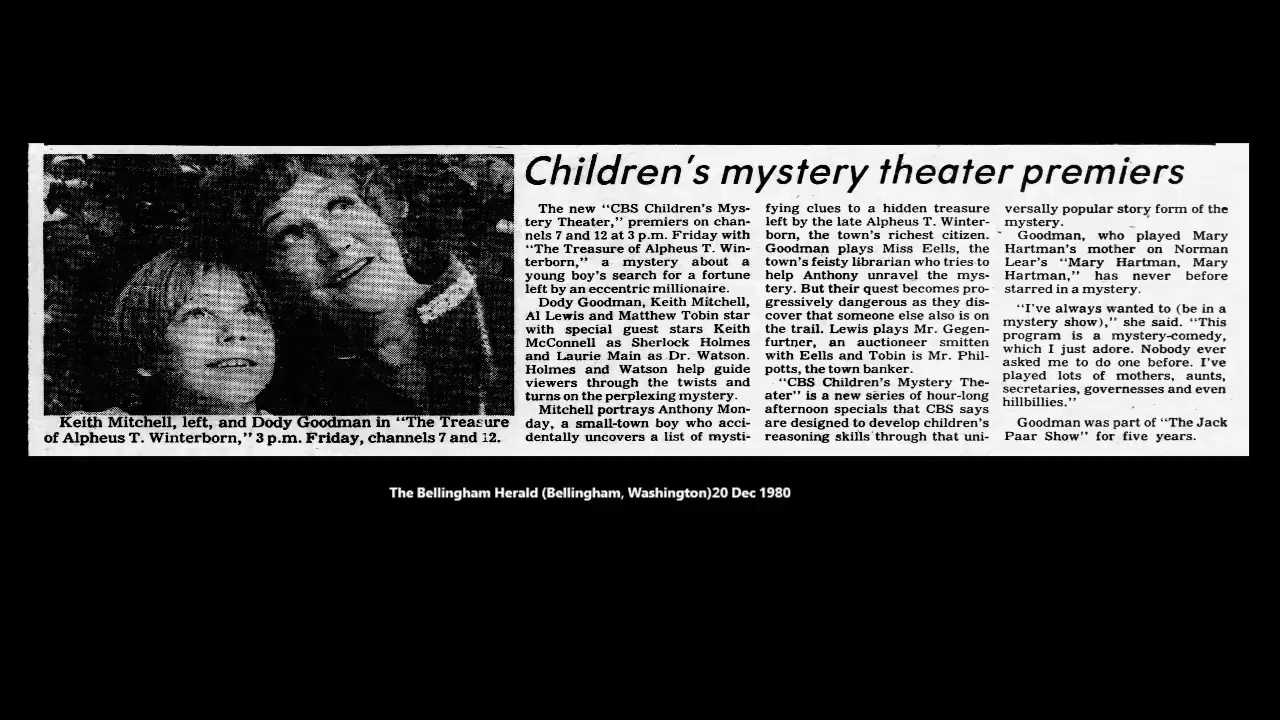 Children's mystery theater premiers
The new "CBS Children's Mys-
tery Theater," premiers on chan-
nels 7 and 12 at 3 p.m. Friday with
"The Treasure of Alpheus T. Win-
terborn," a mystery about a
young boy's search for a fortune
left by an eccentric millionaire.
Dody Goodman, Keith Mitchell,
Al Lewis and Matthew Tobin star
with special guest stars Keith
McConnell as Sherlock Holmes
and Laurie Main as Dr. Watson.
Holmes and Watson help guide
viewers through the twists and
turns on the perplexing mystery.
Mitchell portrays Anthony Mon-
day, a small-town boy who acci-
dentally uncovers a list of mysti-
fying clues to a hidden treasure
left by the late Alpheus T. Winter-
born, the town's richest citizen.
Goodman plays Miss Eells, the
town's feisty librarian who tries to
help Anthony unravel the mys-
tery. But their quest becomes pro-
gressively dangerous as they dis-
cover that someone else also is on
the trail. Lewis plays Mr. Gegen-
furtner, an auctioneer smitten
with Eells and Tobin is Mr. Phil-
potts, the town banker.
"CBS Children's Mystery The-
ater" is a new series of hour-long
afternoon specials that CBS says
are designed to develop children's
reasoning skills through that uni-
versally popular story form of the
mystery.
Goodman, who played Mary
Hartman's mother on Norman
Lear's "Mary Hartman, Mary
Hartman," has never before
starred in a mystery.
"I've always wanted to (be in a
mystery show)," she said. "This
program is a mystery-comedy,
which I just adore. Nobody ever
asked me to do one before. I've
played lots of mothers, aunts,
secretaries, governesses and even
hillbillies."
Goodman was part of "The Jack
Paar Show" for five years.
Keith Mitchell, left, and Dody Goodman in "The Treasure
of Alpheus T. Winterborn," 3 p.m. Friday, channels 7 and 12.
The Bellingham Herald (Bellingham, Washington)20 Dec 1980